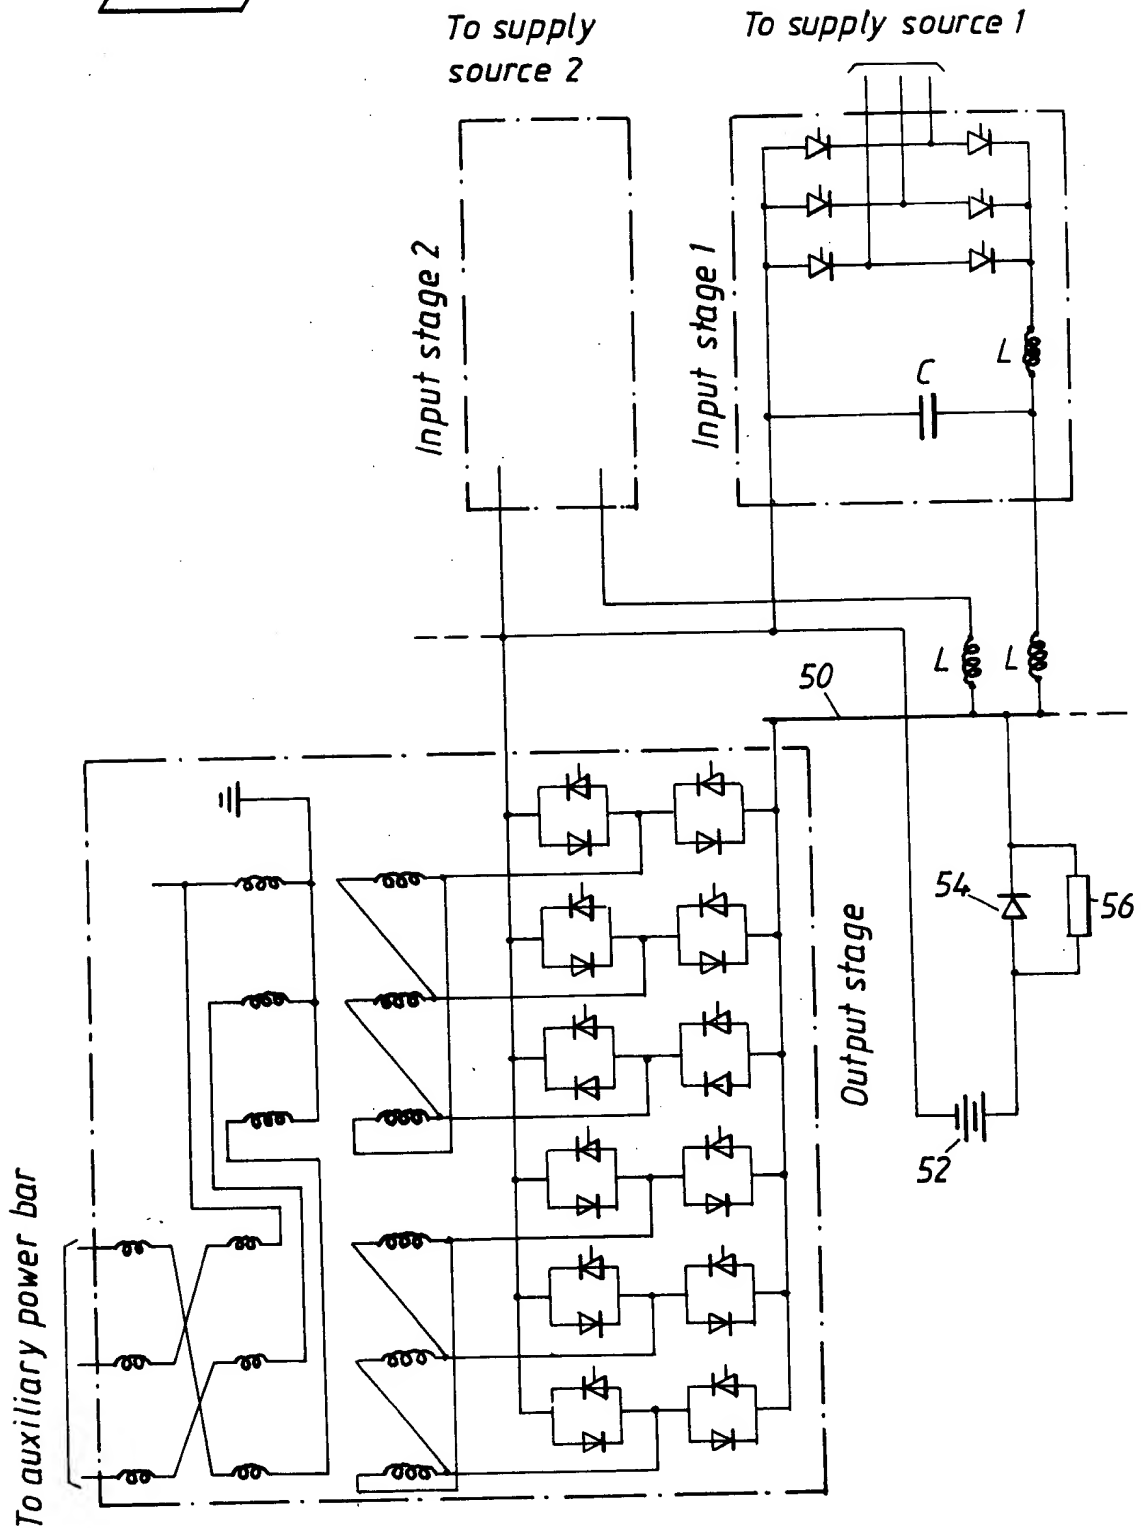 To supply
source 2
To supply source 1
Input stage 2
Input stage 1
L
C
L
L
50
54
56
Output stage
52
To auxiliary power bar